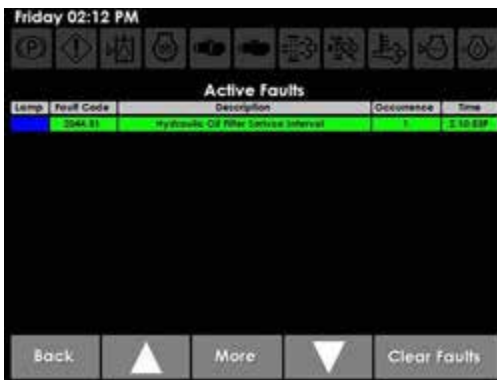 Friday 02:12 PM
Active Faults
Lamp Fault Code Description Occurrence Time
Hydraulic Oil Filter Service Interval 1
Back More Clear Faults